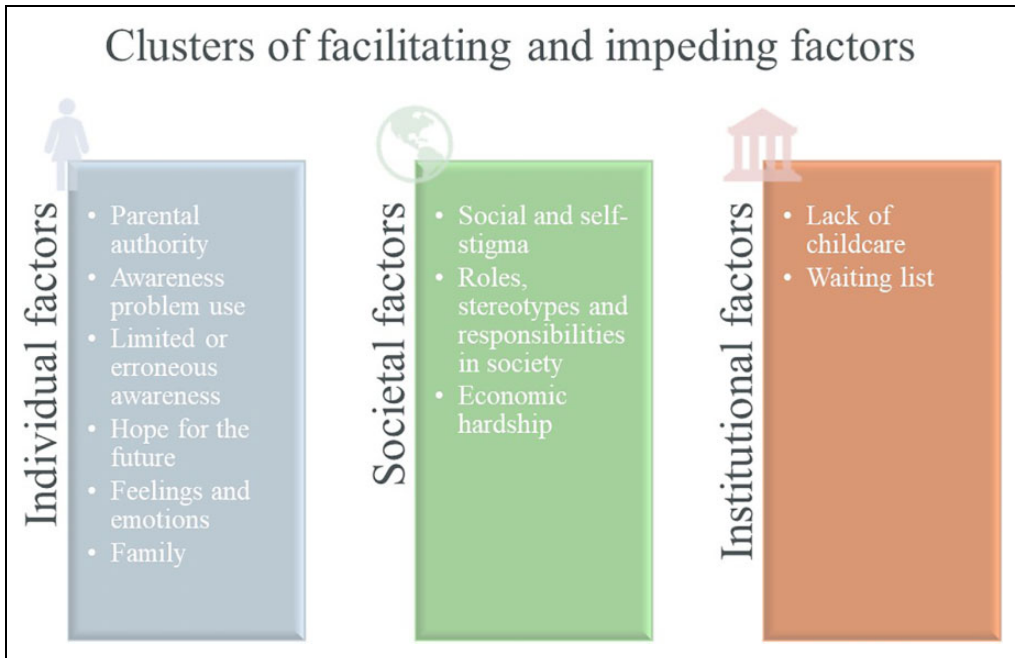 Clusters of facilitating and impeding factors
Individual factors
• Parental
authority
• Awareness
problem use
• Limited or
erroneous
awareness
• Hope for the
future
• Feelings and
emotions
• Family
Societal factors
• Social and self-
stigma
• Roles,
stereotypes and
responsibilities
in society
• Economic
hardship
Institutional factors
• Lack of
childcare
• Waiting list